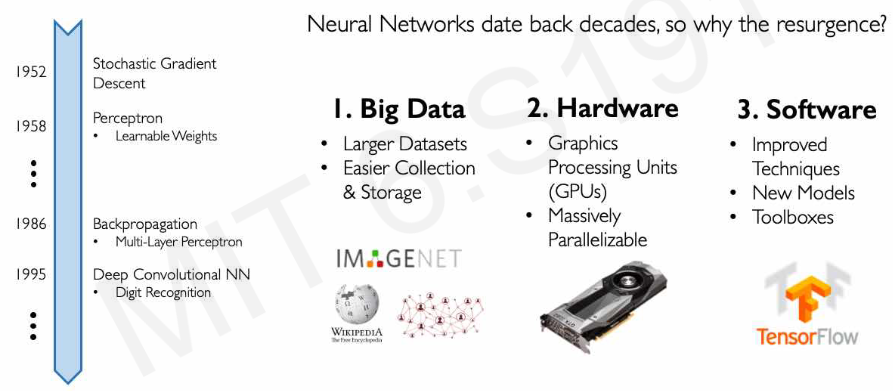 Neural Networks date back decades, so why the resurgence?
1952
Stochastic Gradient
Descent
1958
Perceptron
• Learnable Weights
1986
Backpropagation
• Multi-Layer Perceptron
1995
Deep Convolutional NN
• Digit Recognition
1. Big Data
• Larger Datasets
• Easier Collection
& Storage
IMAGENET
WIKIPEDIA
The Free Encyclopedia
2. Hardware
• Graphics
Processing Units
(GPUs)
• Massively
Parallelizable
3. Software
• Improved
Techniques
• New Models
• Toolboxes
TensorFlow
MIT 6.S191